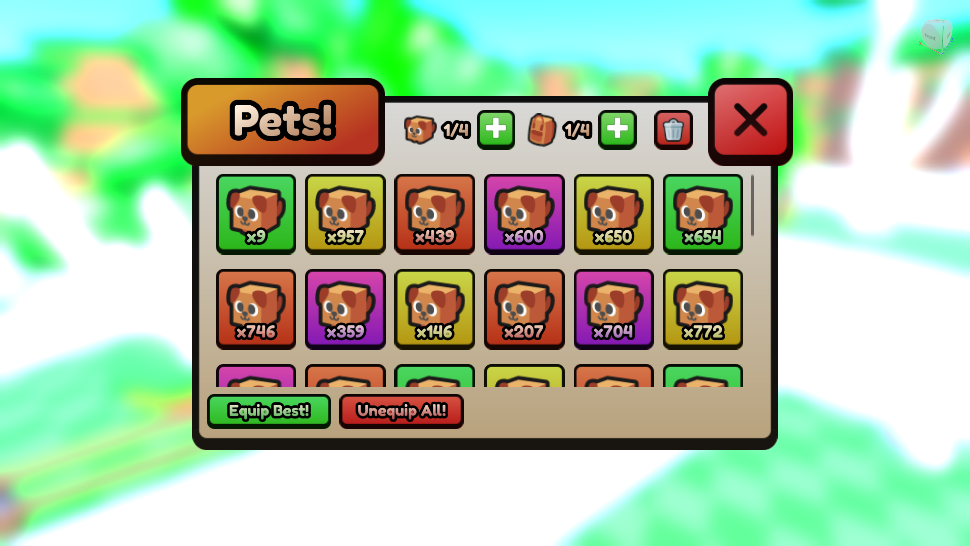 Pets!
1/4
1/4
x9
x957
x439
x600
x650
x654
x746
x359
x146
x207
x704
x772
Equip Best!
Unequip All!